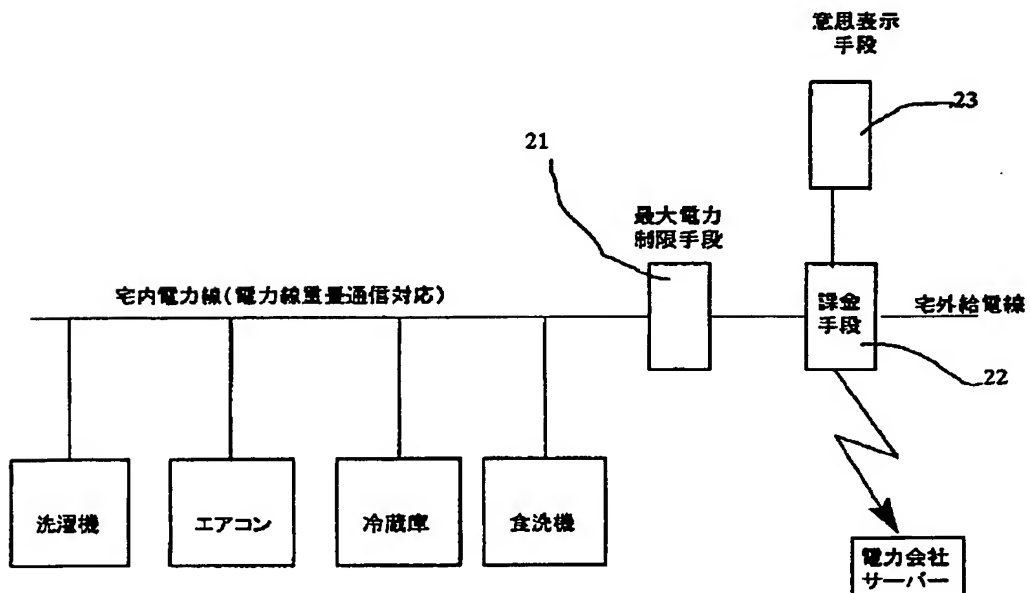 意思表示
手段
23
21
最大電力
制限手段
宅内電力線(電力線重畳通信対応)
課金
手段
宅外給電線
22
洗濯機
エアコン
冷蔵庫
食洗機
電力会社
サーバー